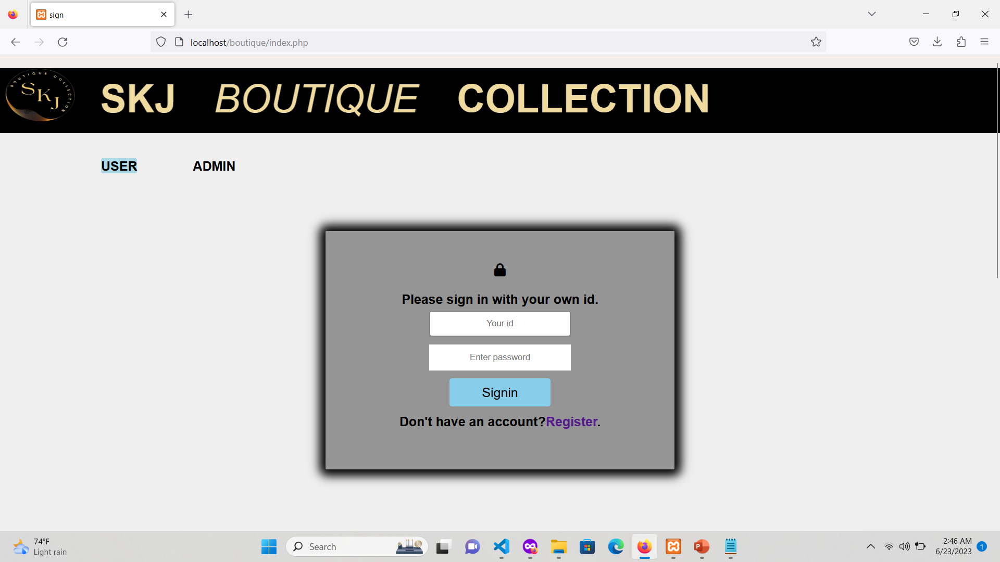 sign
localhost/boutique/index.php
BOUTIQUE COLLECTION
SKJ
SKJ BOUTIQUE COLLECTION
USER ADMIN
Please sign in with your own id.
Your id
Enter password
Signin
Don't have an account?Register.
74°F
Light rain
Search
P
2:46 AM
6/23/2023
1